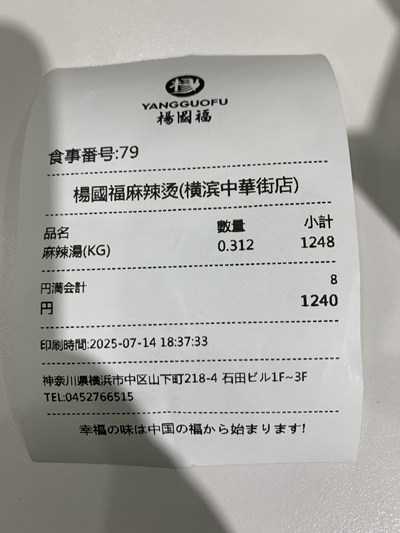 YANGGUOFU
楊國福
食事番号:79
楊國福麻辣烫(横滨中華街店)
品名 數量 小計
麻辣湯(KG) 0.312 1248
円満会計 8
円 1240
印刷時間:2025-07-14 18:37:33
神奈川県横浜市中区山下町218-4 石田ビル1F~3F
TEL:0452766515
幸福の味は中国の福から始まります!